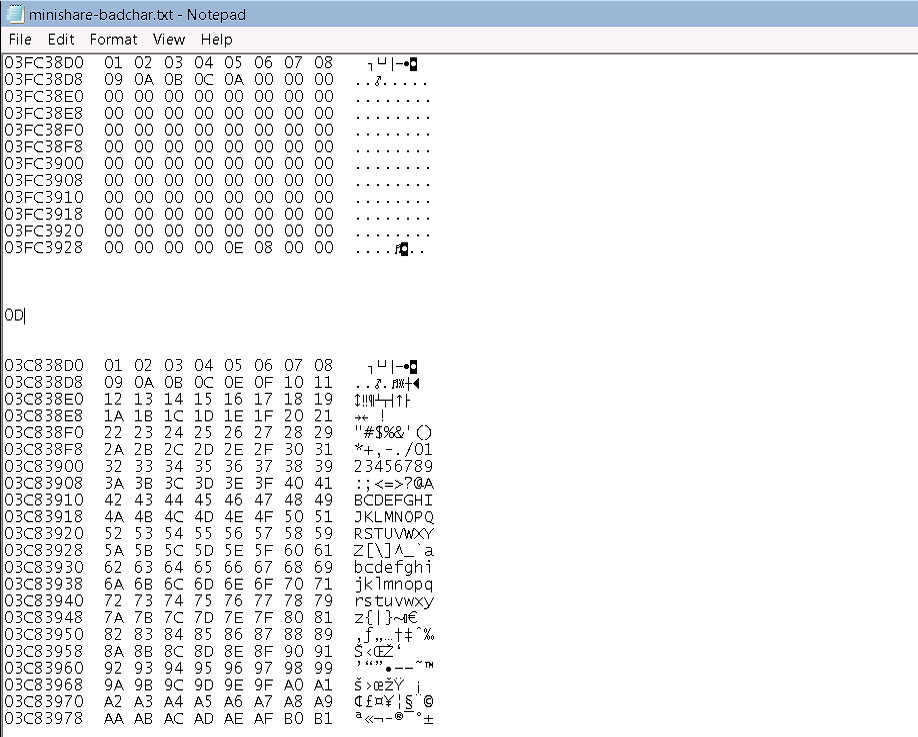 minishare-badchar.txt - Notepad
File Edit Format View Help
03FC38D0 01 02 03 04 05 06 07 08 ┐└┘|─•◘
03FC38D8 09 0A 0B 0C 0A 00 00 00 ..♂.....
03FC38E0 00 00 00 00 00 00 00 00 ........
03FC38E8 00 00 00 00 00 00 00 00 ........
03FC38F0 00 00 00 00 00 00 00 00 ........
03FC38F8 00 00 00 00 00 00 00 00 ........
03FC3900 00 00 00 00 00 00 00 00 ........
03FC3908 00 00 00 00 00 00 00 00 ........
03FC3910 00 00 00 00 00 00 00 00 ........
03FC3918 00 00 00 00 00 00 00 00 ........
03FC3920 00 00 00 00 00 00 00 00 ........
03FC3928 00 00 00 00 0E 08 00 00 ....♬◘..
0D
03C838D0 01 02 03 04 05 06 07 08 ┐└┘|─•◘
03C838D8 09 0A 0B 0C 0E 0F 10 11 ..♂.♬☼┼◄
03C838E0 12 13 14 15 16 17 18 19 ↕‼¶┴┬┤↑├
03C838E8 1A 1B 1C 1D 1E 1F 20 21 →← !
03C838F0 22 23 24 25 26 27 28 29 "#$%&'()
03C838F8 2A 2B 2C 2D 2E 2F 30 31 *+,-./01
03C83900 32 33 34 35 36 37 38 39 23456789
03C83908 3A 3B 3C 3D 3E 3F 40 41 :;<=>?@A
03C83910 42 43 44 45 46 47 48 49 BCDEFGHI
03C83918 4A 4B 4C 4D 4E 4F 50 51 JKLMNOPQ
03C83920 52 53 54 55 56 57 58 59 RSTUVWXY
03C83928 5A 5B 5C 5D 5E 5F 60 61 Z[\]^_`a
03C83930 62 63 64 65 66 67 68 69 bcdefghi
03C83938 6A 6B 6C 6D 6E 6F 70 71 jklmnopq
03C83940 72 73 74 75 76 77 78 79 rstuvwxy
03C83948 7A 7B 7C 7D 7E 7F 80 81 z{|}~⌂€
03C83950 82 83 84 85 86 87 88 89 ‚ƒ„…†‡ˆ‰
03C83958 8A 8B 8C 8D 8E 8F 90 91 Š‹ŒŽ‘
03C83960 92 93 94 95 96 97 98 99 ’“”•–—˜™
03C83968 9A 9B 9C 9D 9E 9F A0 A1 š›œžŸ ¡
03C83970 A2 A3 A4 A5 A6 A7 A8 A9 ¢£¤¥¦§¨©
03C83978 AA AB AC AD AE AF B0 B1 ª«¬-®¯°±